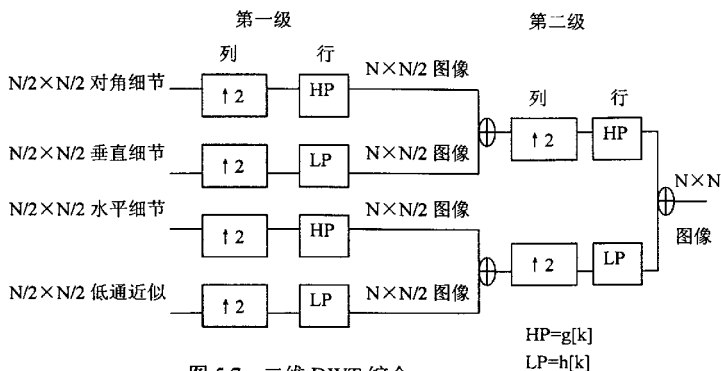 第一级 第二级
列 行 N×N/2 图像
N/2×N/2 对角细节 ↑2 HP 列 行
N/2×N/2 垂直细节 ↑2 LP N×N/2 图像 ↑2 HP N×N
N/2×N/2 水平细节 ↑2 HP N×N/2 图像 图像
N/2×N/2 低通近似 ↑2 LP N×N/2 图像 ↑2 LP
HP=g[k]
LP=h[k]